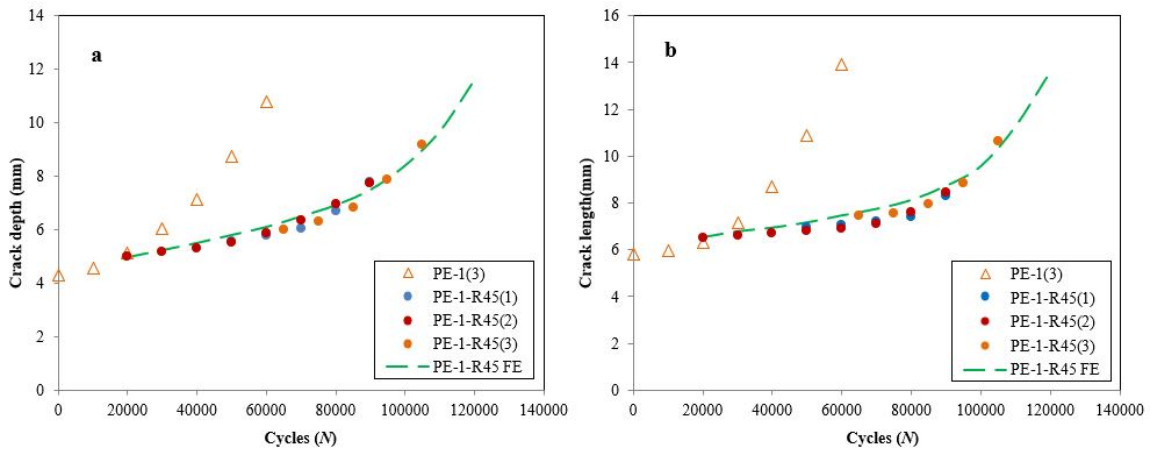 a
Crack depth (mm)
14
12
10
8
6
4
2
0
0 20000 40000 60000 80000 100000 120000 140000
Cycles (N)
PE-1(3)
PE-1-R45(1)
PE-1-R45(2)
PE-1-R45(3)
PE-1-R45 FE
b
Crack length(mm)
16
14
12
10
8
6
4
2
0
0 20000 40000 60000 80000 100000 120000 140000
Cycles (N)
PE-1(3)
PE-1-R45(1)
PE-1-R45(2)
PE-1-R45(3)
PE-1-R45 FE